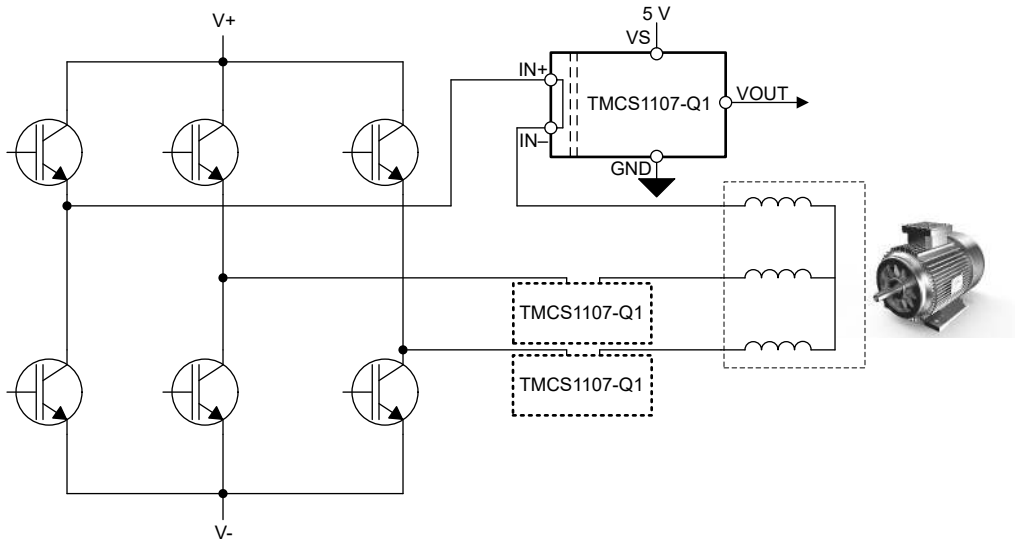 V+
5 V
VS
IN+
TMCS1107-Q1
VOUT
IN–
GND
TMCS1107-Q1
TMCS1107-Q1
V-